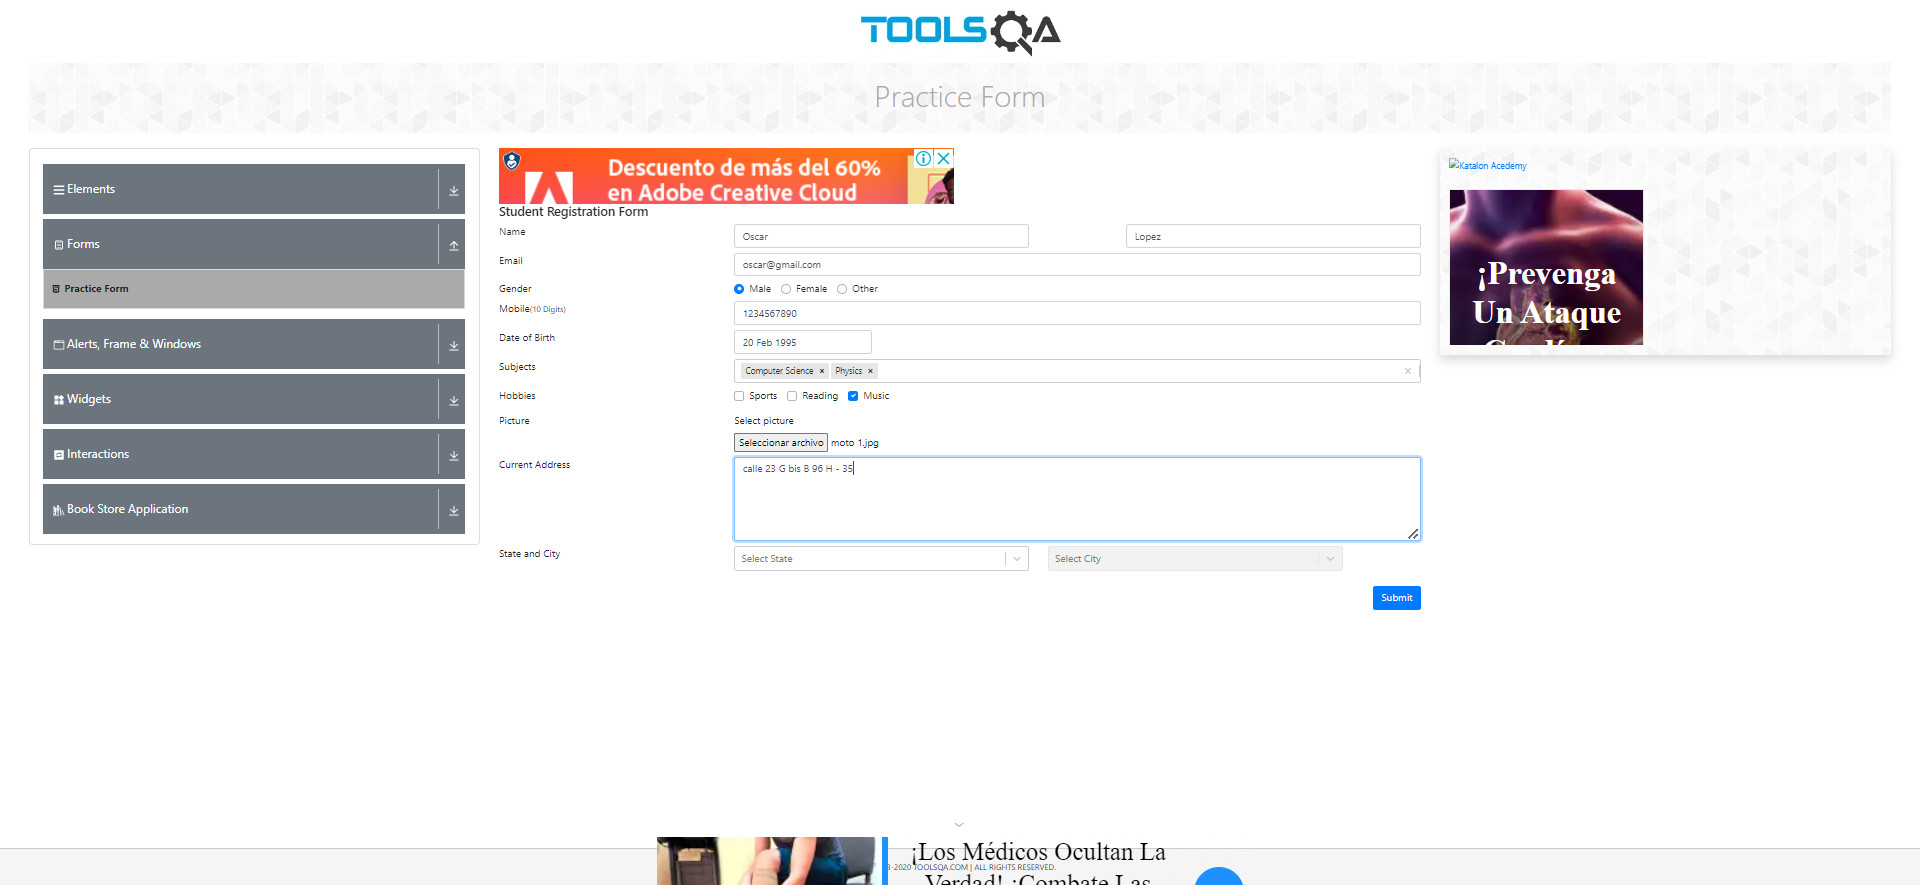 TOOLSQA
Practice Form
Elements
Forms
Practice Form
Alerts, Frame & Windows
Widgets
Interactions
Book Store Application
Descuento de más del 60%
en Adobe Creative Cloud
Student Registration Form
Name
Oscar
Lopez
Email
oscar@gmail.com
Gender
Male Female Other
Mobile(10 Digits)
1234567890
Date of Birth
20 Feb 1995
Subjects
Computer Science × Physics ×
Hobbies
Sports Reading Music
Picture
Select picture
Seleccionar archivo moto 1.jpg
Current Address
calle 23 G bis B 96 H - 35
State and City
Select State
Select City
Submit
Katalon Acedemy
¡Prevenga
Un Ataque
¡Los Médicos Ocultan La
-2020 TOOLSQA.COM | ALL RIGHTS RESERVED.
Verdad! ¡Combate Las